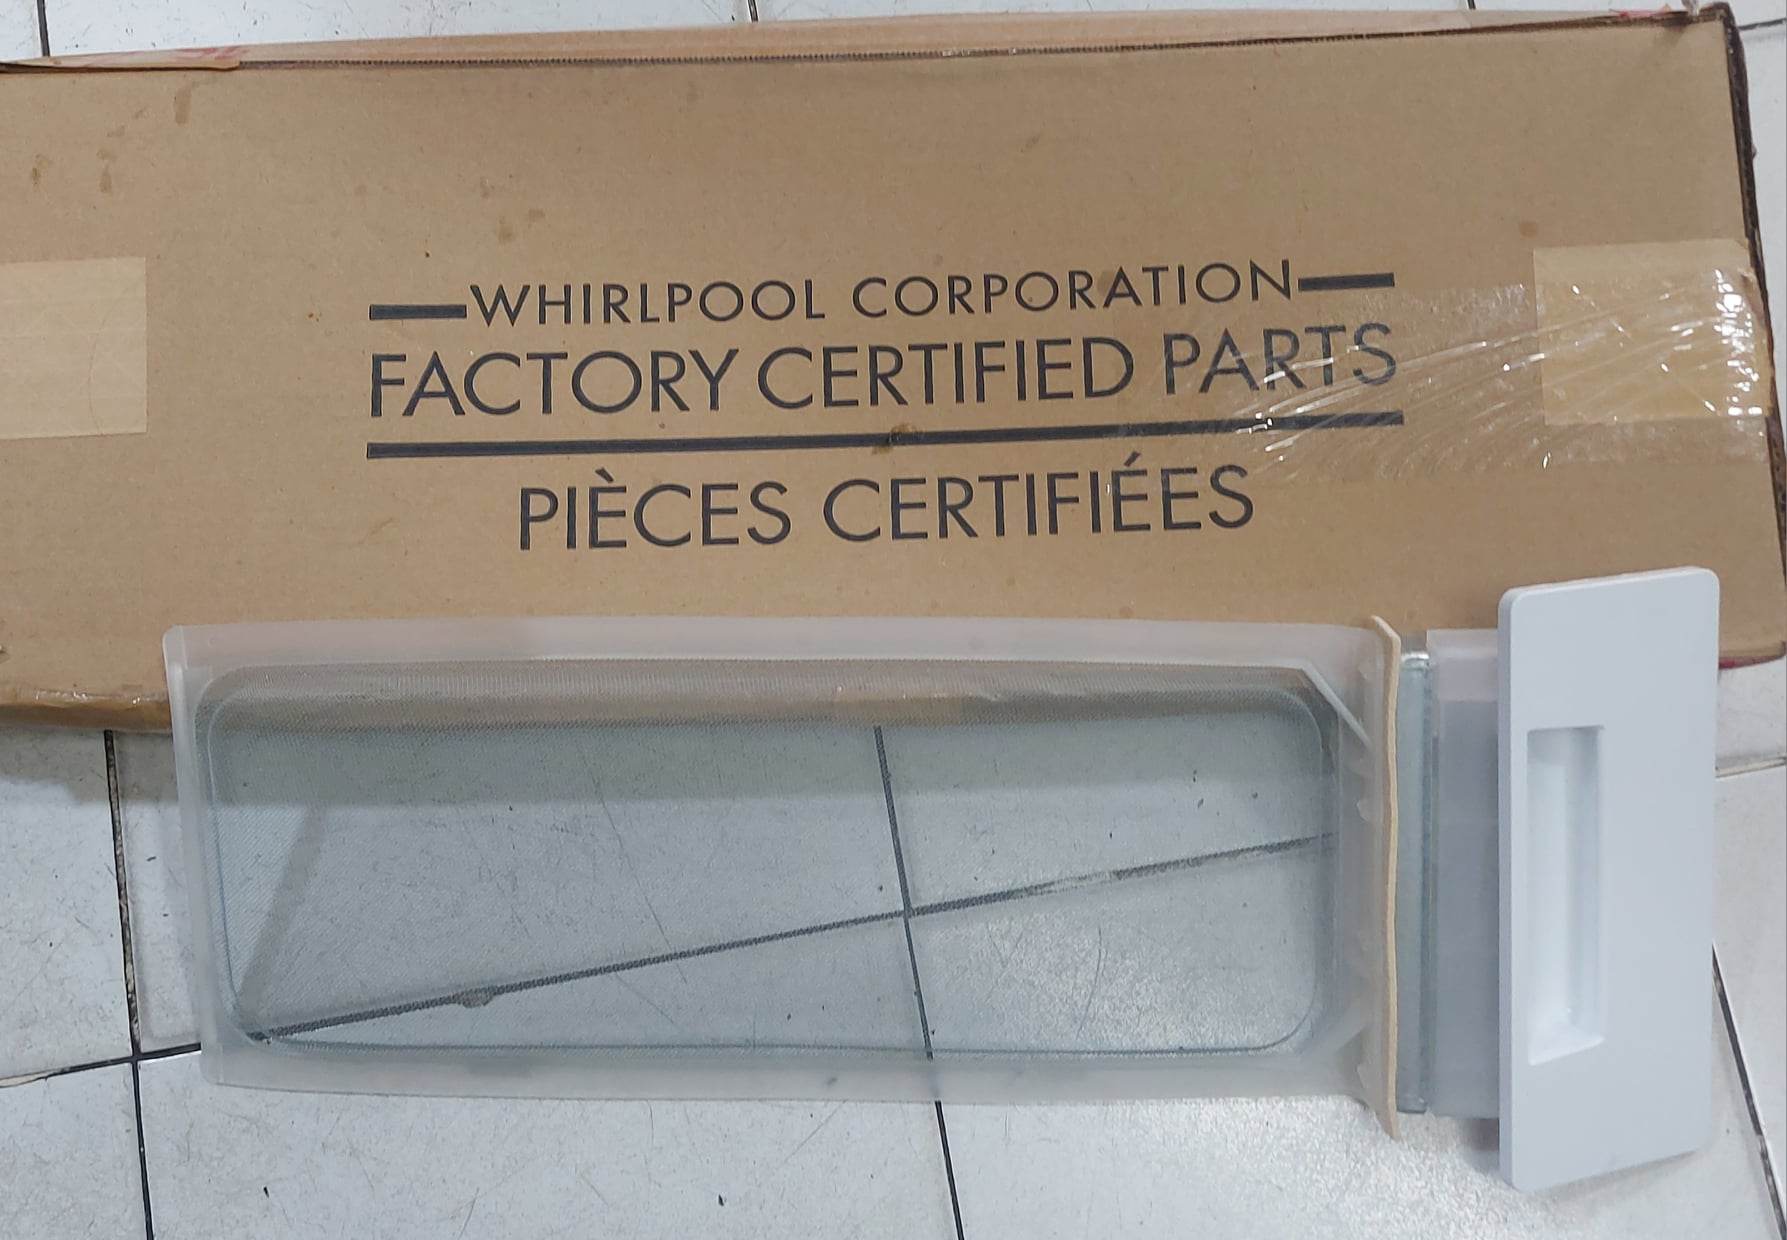 WHIRLPOOL CORPORATION
FACTORY CERTIFIED PARTS
PIÈCES CERTIFIÉES